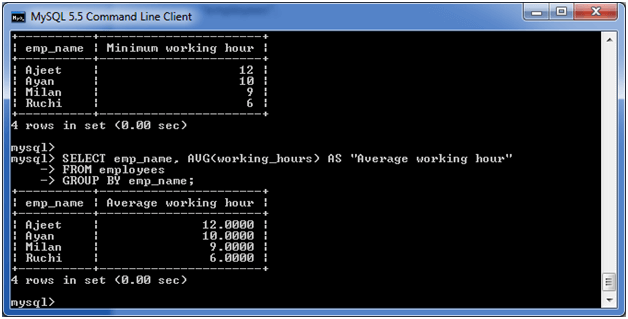 MySQL 5.5 Command Line Client
+-----------+----------------------+
| emp_name | Minimum working hour |
+-----------+----------------------+
| Ajeet | 12 |
| Ayan | 10 |
| Milan | 9 |
| Ruchi | 6 |
+-----------+----------------------+
4 rows in set (0.00 sec)
mysql>
mysql> SELECT emp_name, AVG(working_hours) AS "Average working hour"
-> FROM employees
-> GROUP BY emp_name;
+-----------+----------------------+
| emp_name | Average working hour |
+-----------+----------------------+
| Ajeet | 12.0000 |
| Ayan | 10.0000 |
| Milan | 9.0000 |
| Ruchi | 6.0000 |
+-----------+----------------------+
4 rows in set (0.00 sec)
mysql>